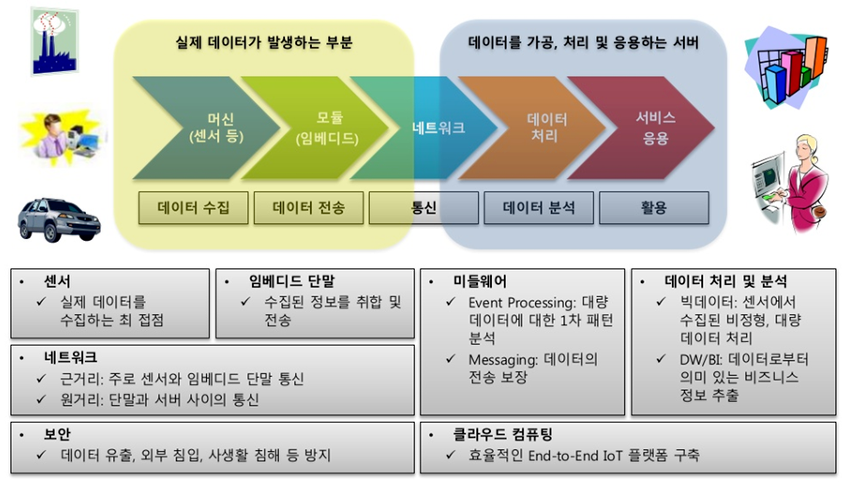 실제 데이터가 발생하는 부분
데이터를 가공, 처리 및 응용하는 서버
머신
(센서 등)
모듈
(임베디드)
네트워크
데이터
처리
서비스
응용
데이터 수집
데이터 전송
통신
데이터 분석
활용
• 센서
✓ 실제 데이터를
수집하는 최 접점
• 임베디드 단말
✓ 수집된 정보를 취합 및
전송
• 네트워크
✓ 근거리: 주로 센서와 임베디드 단말 통신
✓ 원거리: 단말과 서버 사이의 통신
• 보안
✓ 데이터 유출, 외부 침입, 사생활 침해 등 방지
• 미들웨어
✓ Event Processing: 대량
데이터에 대한 1차 패턴
분석
✓ Messaging: 데이터의
전송 보장
• 데이터 처리 및 분석
✓ 빅데이터: 센서에서
수집된 비정형, 대량
데이터 처리
✓ DW/BI: 데이터로부터
의미 있는 비즈니스
정보 추출
• 클라우드 컴퓨팅
✓ 효율적인 End-to-End IoT 플랫폼 구축